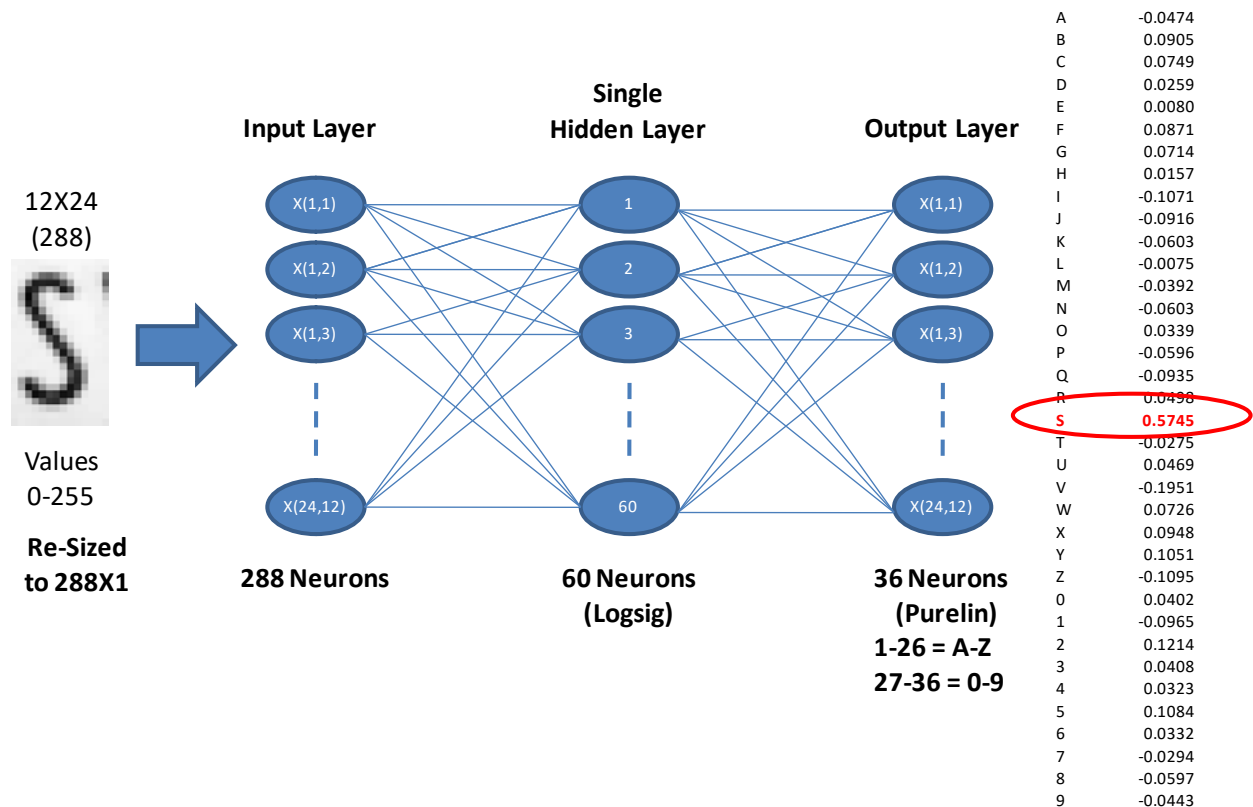 12X24
(288)
S
Values
0-255
Re-Sized
to 288X1
Input Layer
X(1,1)
X(1,2)
X(1,3)
X(24,12)
288 Neurons
Single
Hidden Layer
1
2
3
60
60 Neurons
(Logsig)
Output Layer
X(1,1)
X(1,2)
X(1,3)
X(24,12)
36 Neurons
(Purelin)
1-26 = A-Z
27-36 = 0-9
A -0.0474
B 0.0905
C 0.0749
D 0.0259
E 0.0080
F 0.0871
G 0.0714
H 0.0157
I -0.1071
J -0.0916
K -0.0603
L -0.0075
M -0.0392
N -0.0603
O 0.0339
P -0.0596
Q -0.0935
R 0.0498
S 0.5745
T -0.0275
U 0.0469
V -0.1951
W 0.0726
X 0.0948
Y 0.1051
Z -0.1095
0 0.0402
1 -0.0965
2 0.1214
3 0.0408
4 0.0323
5 0.1084
6 0.0332
7 -0.0294
8 -0.0597
9 -0.0443